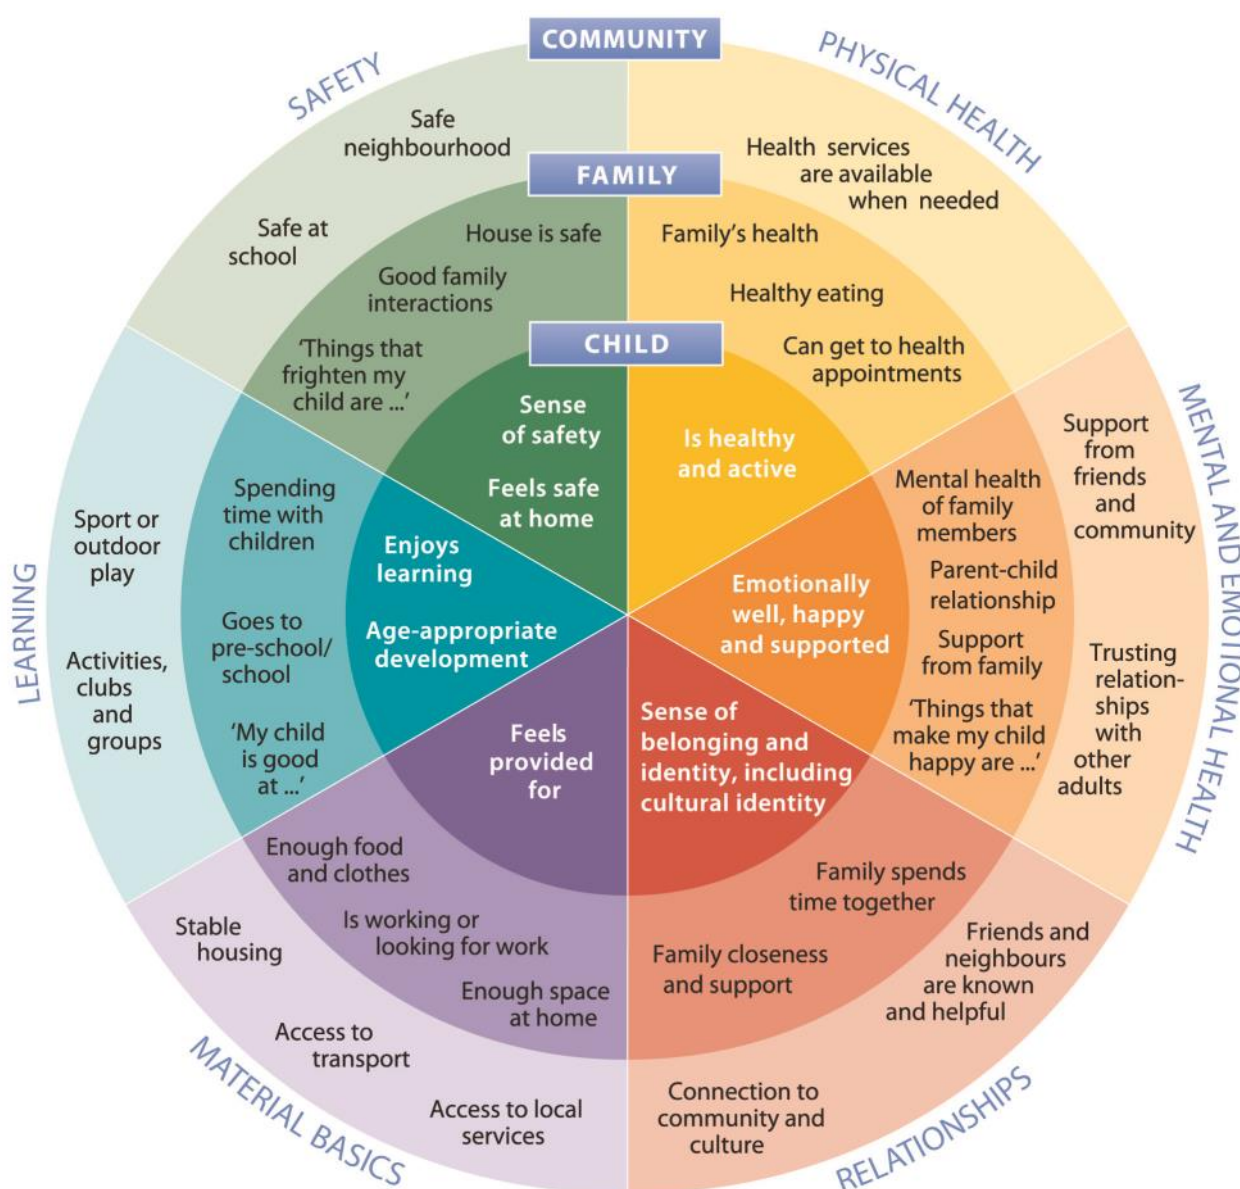 COMMUNITY
FAMILY
CHILD
SAFETY
Safe
neighbourhood
Safe at
school
House is safe
Good family
interactions
‘Things that
frighten my
child are ...’
Sense
of safety
Feels safe
at home
PHYSICAL HEALTH
Health services
are available
when needed
Family’s health
Healthy eating
Can get to health
appointments
Is healthy
and active
MENTAL AND EMOTIONAL HEALTH
Support
from
friends
and
community
Trusting
relation-
ships
with
other
adults
Mental health
of family
members
Parent-child
relationship
Support
from family
‘Things that
make my child
happy are ...’
Emotionally
well, happy
and supported
RELATIONSHIPS
Friends and
neighbours
are known
and helpful
Connection to
community and
culture
Family spends
time together
Family closeness
and support
Sense of
belonging and
identity, including
cultural identity
MATERIAL BASICS
Stable
housing
Access to
transport
Access to local
services
Enough food
and clothes
Is working or
looking for work
Enough space
at home
Feels
provided
for
LEARNING
Sport or
outdoor
play
Activities,
clubs
and
groups
Spending
time with
children
Goes to
pre-school/
school
‘My child
is good
at ...’
Enjoys
learning
Age-appropriate
development